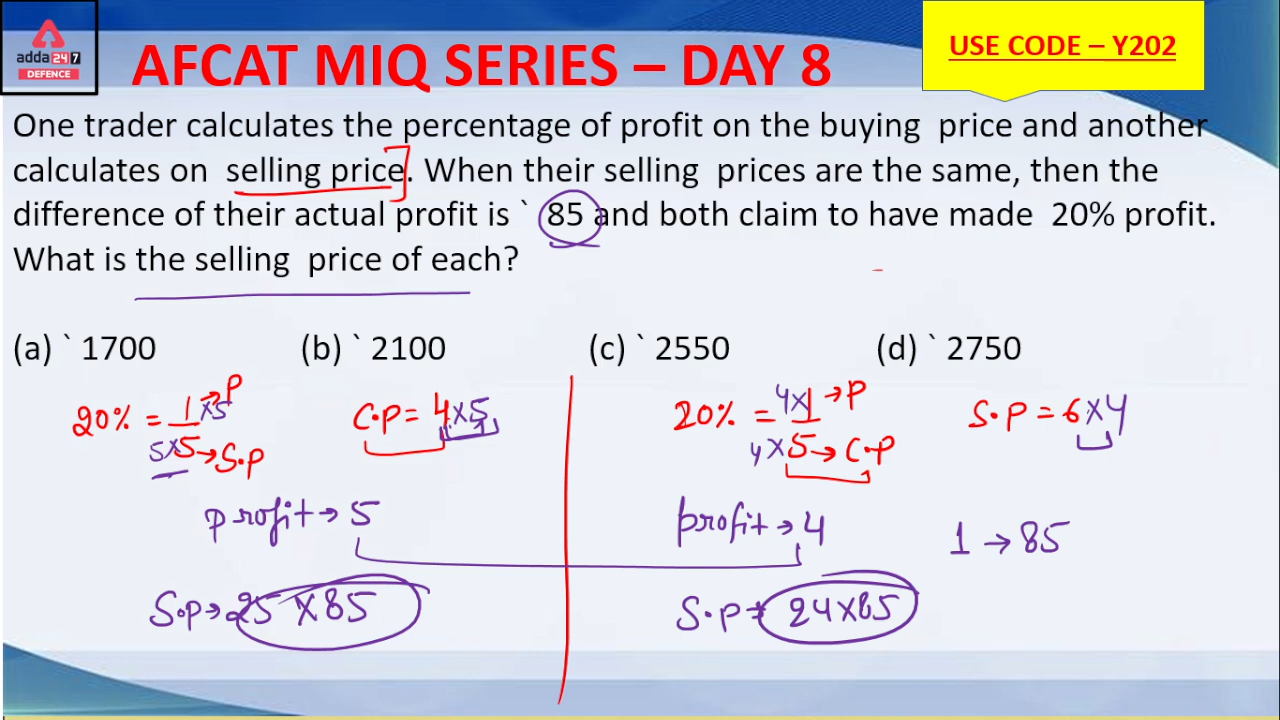 adda 24 7
DEFENCE
AFCAT MIQ SERIES – DAY 8
USE CODE – Y202
One trader calculates the percentage of profit on the buying price and another
calculates on selling price. When their selling prices are the same, then the
difference of their actual profit is ` 85 and both claim to have made 20% profit.
What is the selling price of each?
(a) ` 1700 (b) ` 2100 (c) ` 2550 (d) ` 2750
20% = 1×5 → P
5×5 → S.P
C.P = 4×5
profit → 5
S.P → 25 × 85
20% = 4×1 → P
4×5 → C.P
S.P = 6×4
profit → 4
1 → 85
S.P → 24×85